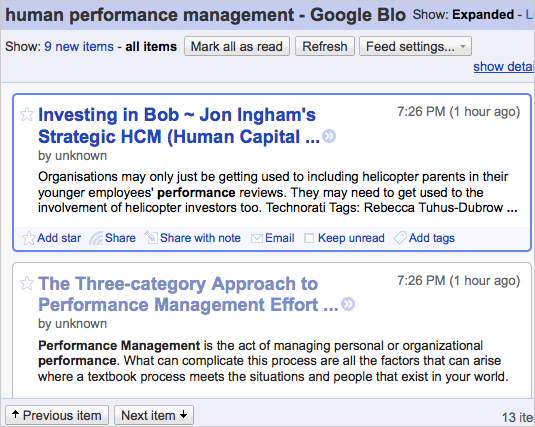 human performance management - Google Blo Show: Expanded - L
Show: 9 new items - all items Mark all as read Refresh Feed settings...
show detai
Investing in Bob ~ Jon Ingham's 7:26 PM (1 hour ago)
Strategic HCM (Human Capital ...
by unknown
Organisations may only just be getting used to including helicopter parents in their
younger employees' performance reviews. They may need to get used to the
involvement of helicopter investors too. Technorati Tags: Rebecca Tuhus-Dubrow ...
Add star Share Share with note Email Keep unread Add tags
The Three-category Approach to 7:26 PM (1 hour ago)
Performance Management Effort ...
by unknown
Performance Management is the act of managing personal or organizational
performance. What can complicate this process are all the factors that can arise
where a textbook process meets the situations and people that exist in your world.
Previous item Next item 13 ite